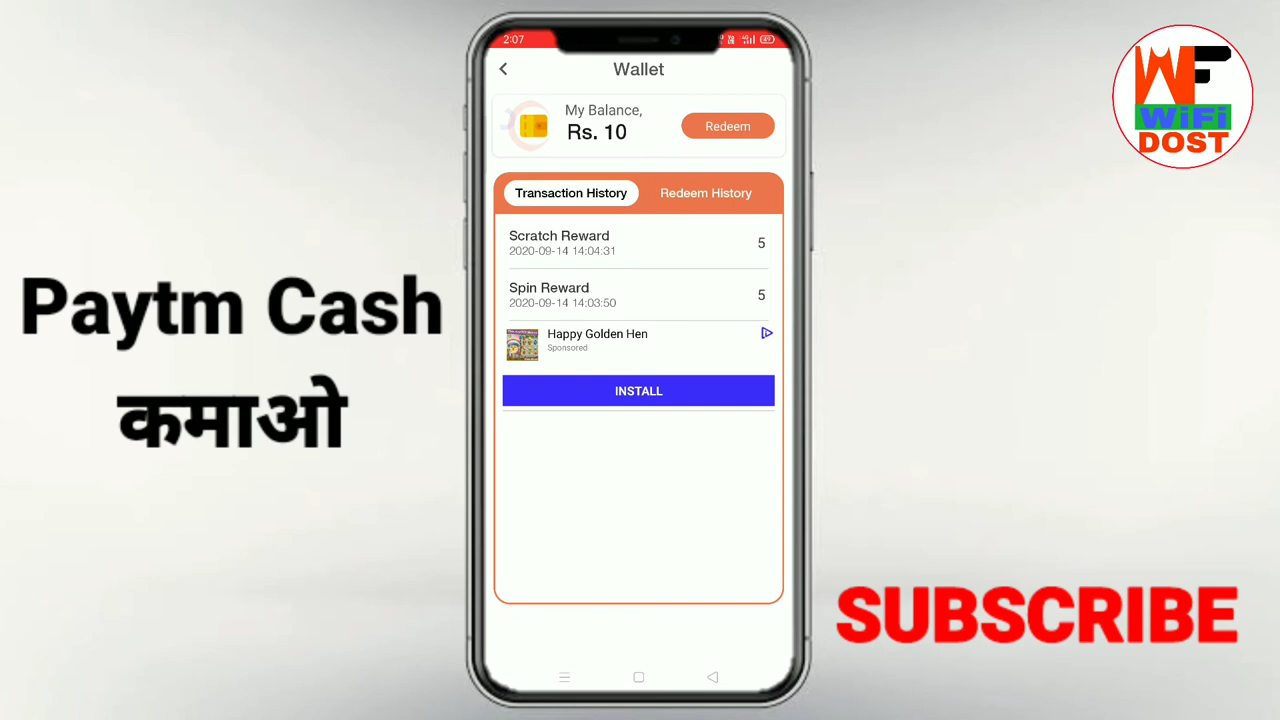 2:07
49
Wallet
My Balance,
Rs. 10
Redeem
Transaction History
Redeem History
Scratch Reward
2020-09-14 14:04:31
5
Spin Reward
2020-09-14 14:03:50
5
Happy Golden Hen
Sponsored
INSTALL
Paytm Cash
कमाओ
WF
WiFi
DOST
SUBSCRIBE